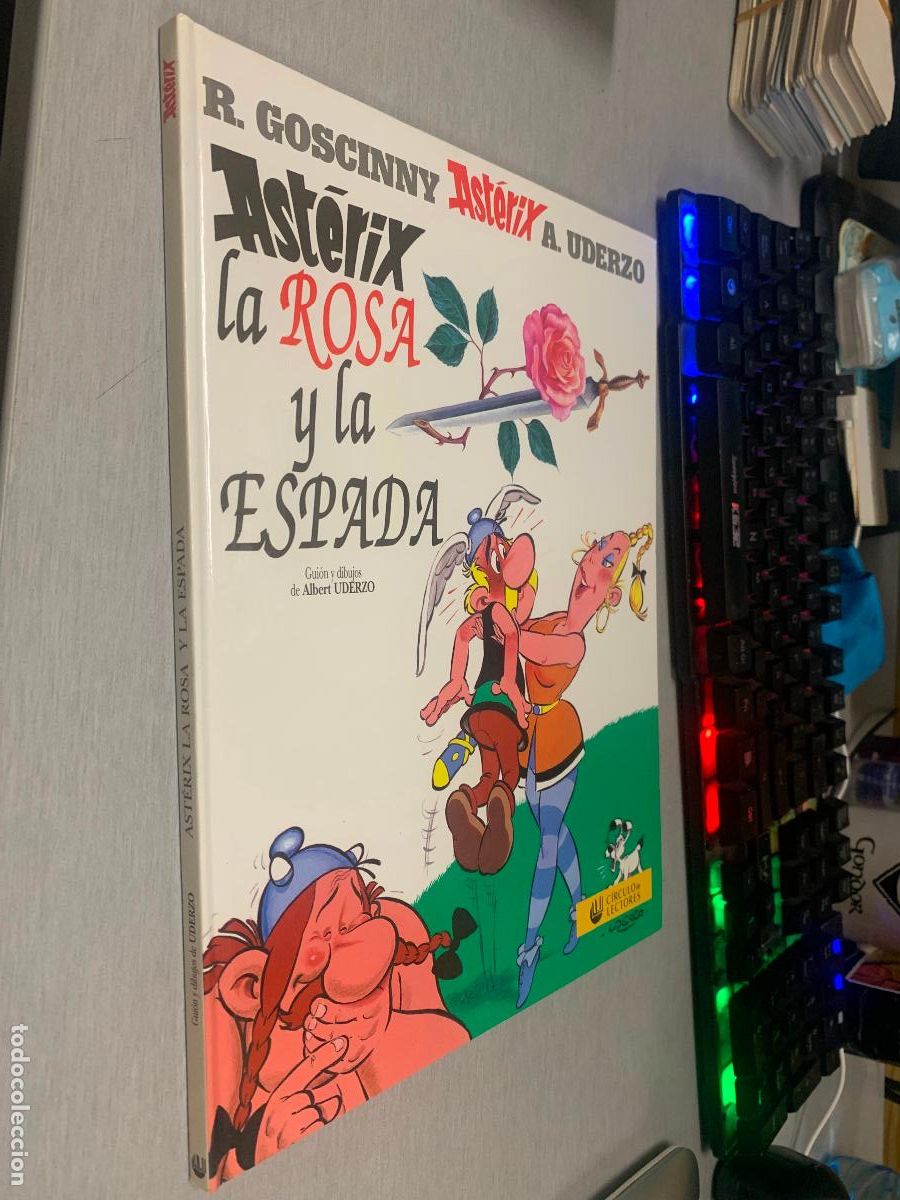 R. GOSCINNY Astérix A. UDERZO
Astérix
la ROSA
y la
ESPADA
Guión y dibujos
de Albert UDERZO
CÍRCULO de
LECTORES
Astérix
ASTÉRIX LA ROSA Y LA ESPADA
Guión y dibujos de UDERZO
GONDOR
todocoleccion